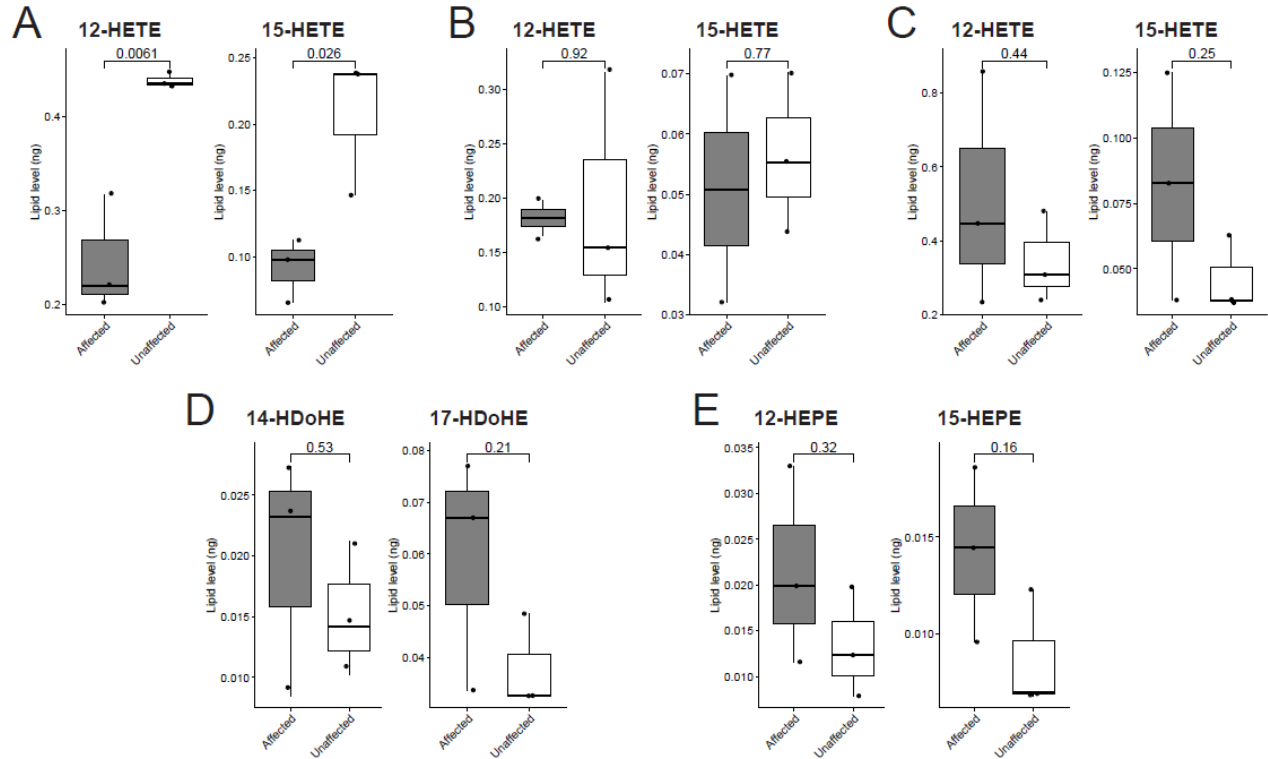 A
12-HETE
15-HETE
0.0061
0.026
Lipid level (ng)
0.4
0.3
0.2
Lipid level (ng)
0.25
0.20
0.15
0.10
Affected
Unaffected
Affected
Unaffected
B
12-HETE
15-HETE
0.92
0.77
Lipid level (ng)
0.30
0.25
0.20
0.15
0.10
Lipid level (ng)
0.07
0.06
0.05
0.04
0.03
Affected
Unaffected
Affected
Unaffected
C
12-HETE
15-HETE
0.44
0.25
Lipid level (ng)
0.8
0.6
0.4
0.2
Lipid level (ng)
0.125
0.100
0.075
0.050
Affected
Unaffected
Affected
Unaffected
D
14-HDoHE
17-HDoHE
0.53
0.21
Lipid level (ng)
0.025
0.020
0.015
0.010
Lipid level (ng)
0.08
0.07
0.06
0.05
0.04
Affected
Unaffected
Affected
Unaffected
E
12-HEPE
15-HEPE
0.32
0.16
Lipid level (ng)
0.035
0.030
0.025
0.020
0.015
0.010
Lipid level (ng)
0.015
0.010
Affected
Unaffected
Affected
Unaffected